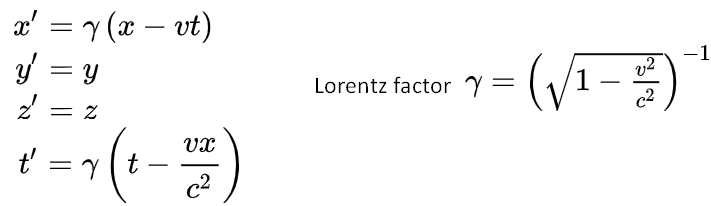 x′ = γ (x − vt)
y′ = y
z′ = z
t′ = γ (t − vx/c²)
Lorentz factor γ = (√(1 − v²/c²))⁻¹